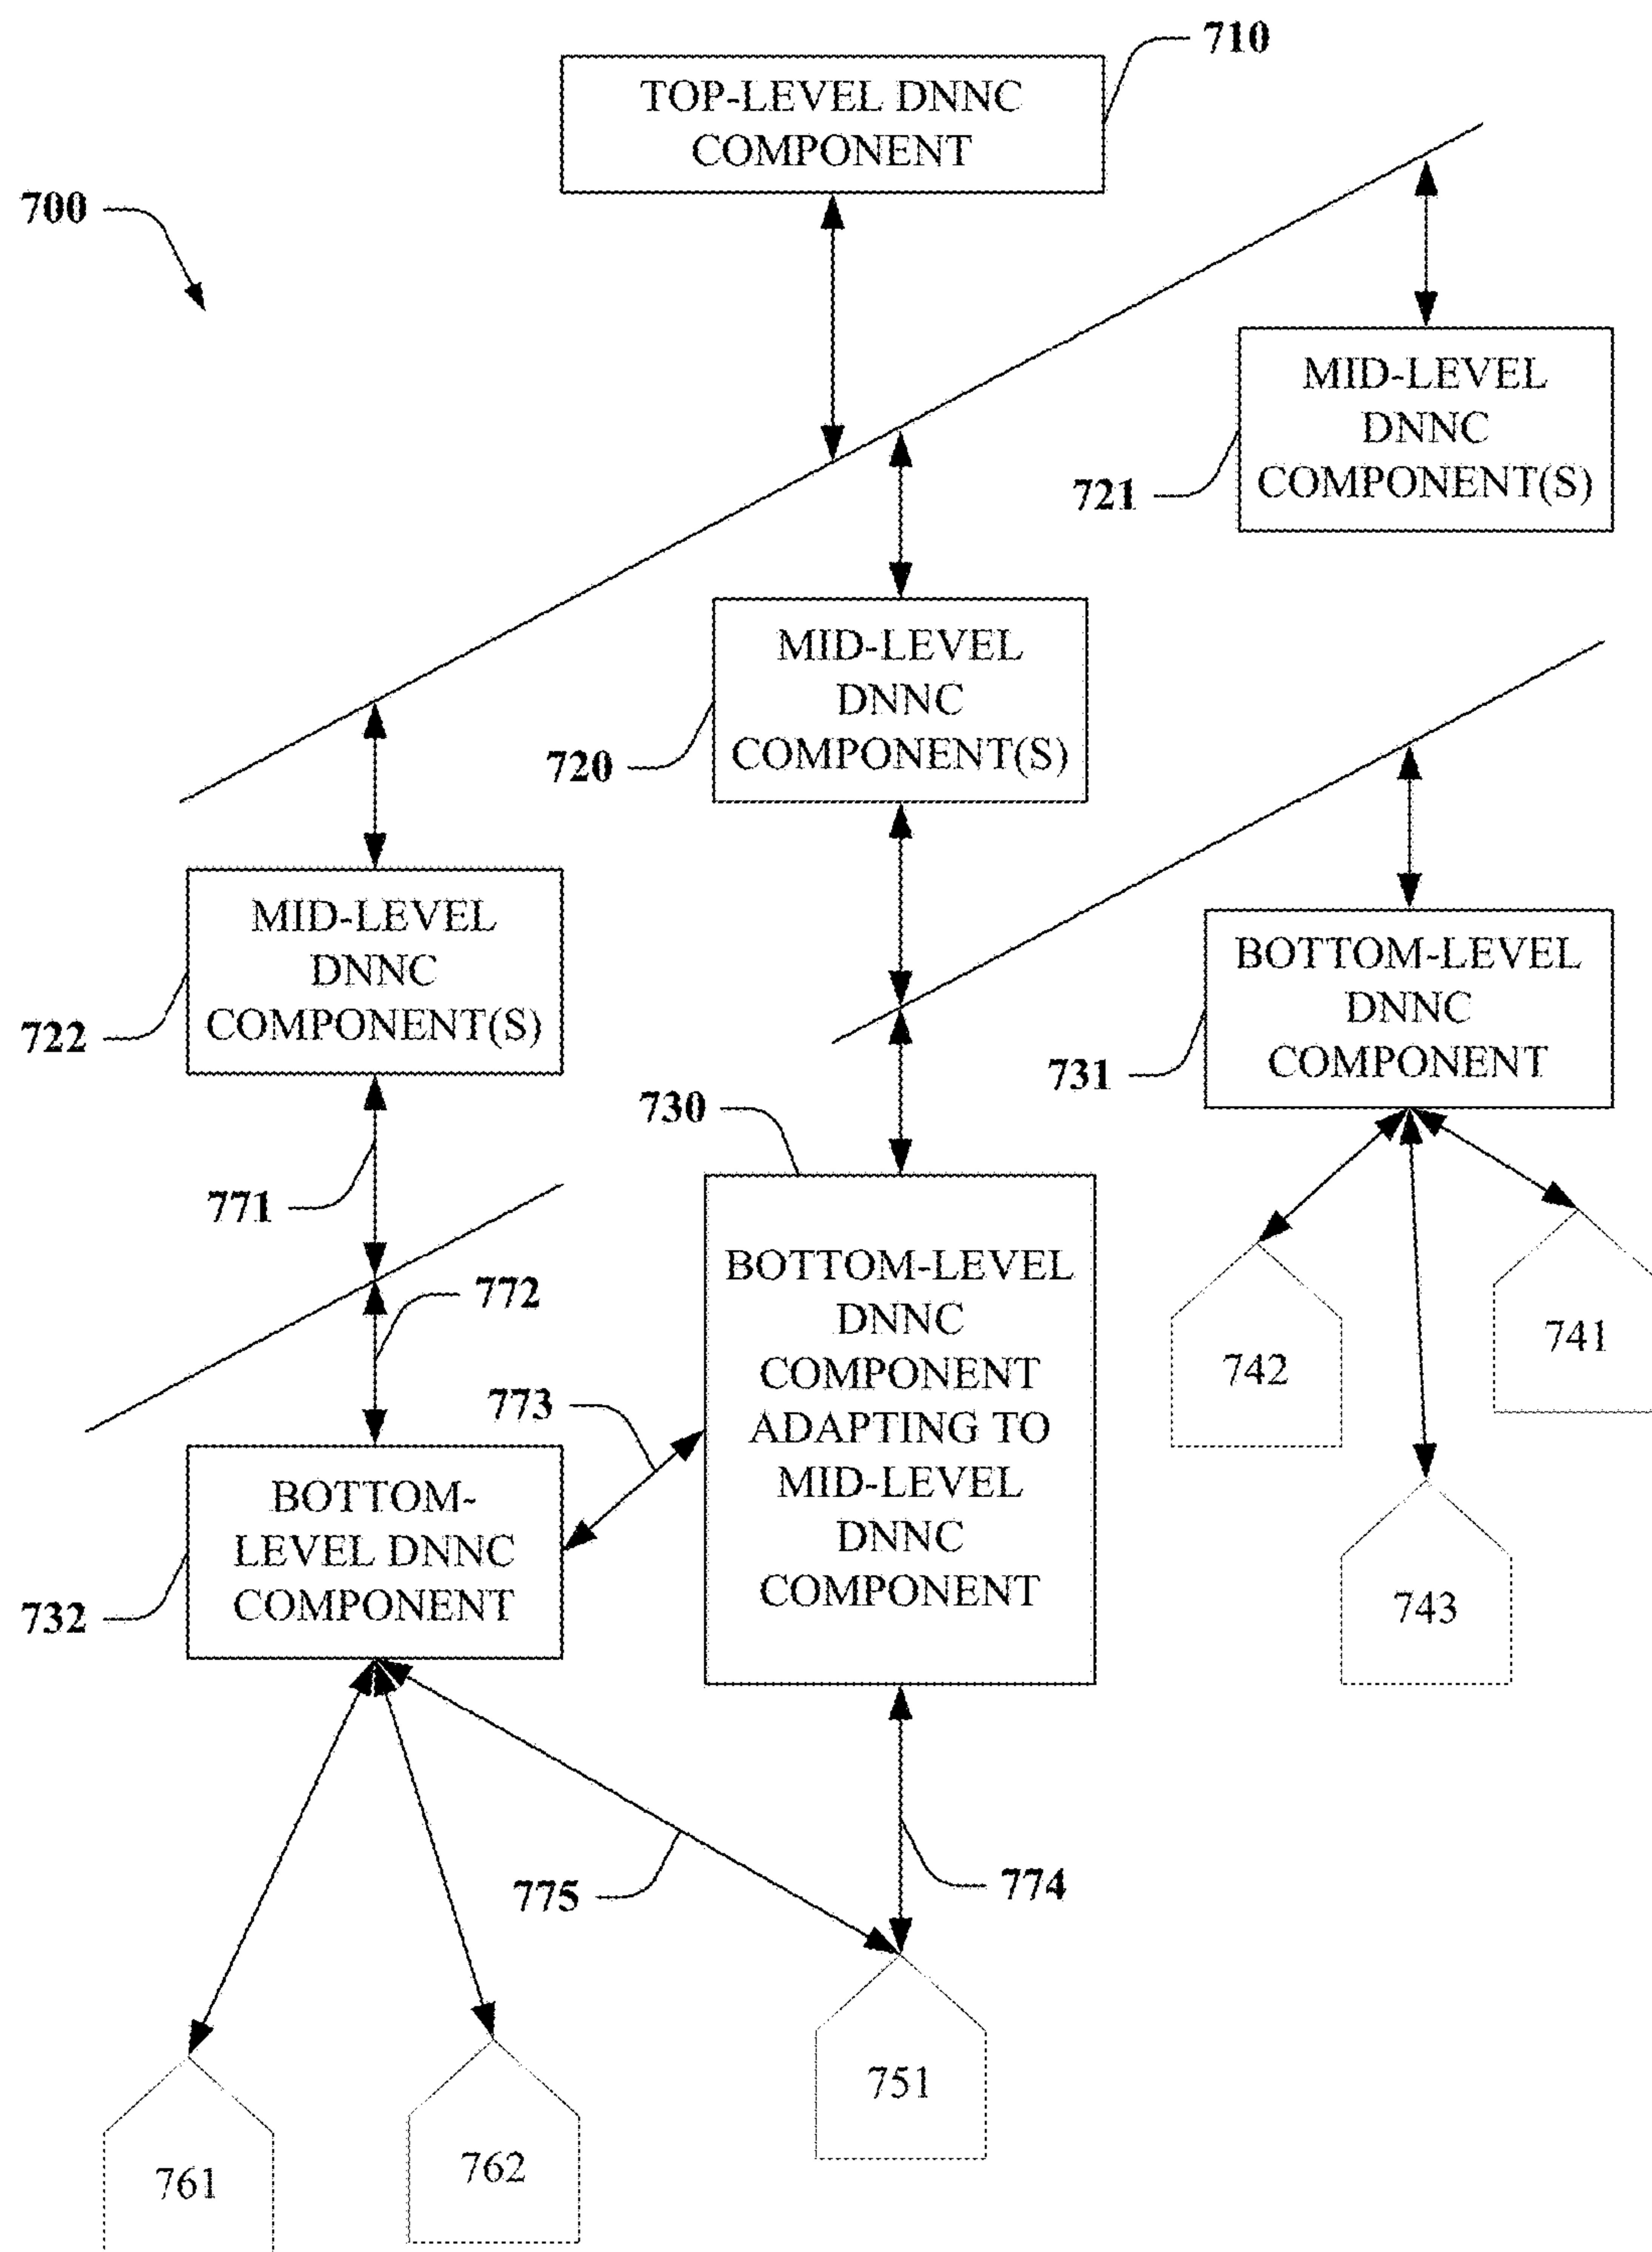 710
TOP-LEVEL DNNC
COMPONENT
700
MID-LEVEL
DNNC
COMPONENT(S)
721
MID-LEVEL
DNNC
COMPONENT(S)
720
MID-LEVEL
DNNC
COMPONENT(S)
722
BOTTOM-LEVEL
DNNC
COMPONENT
731
730
771
772
773
BOTTOM-LEVEL
DNNC
COMPONENT
ADAPTING TO
MID-LEVEL
DNNC
COMPONENT
742
741
743
BOTTOM-
LEVEL DNNC
COMPONENT
732
775
774
751
761
762